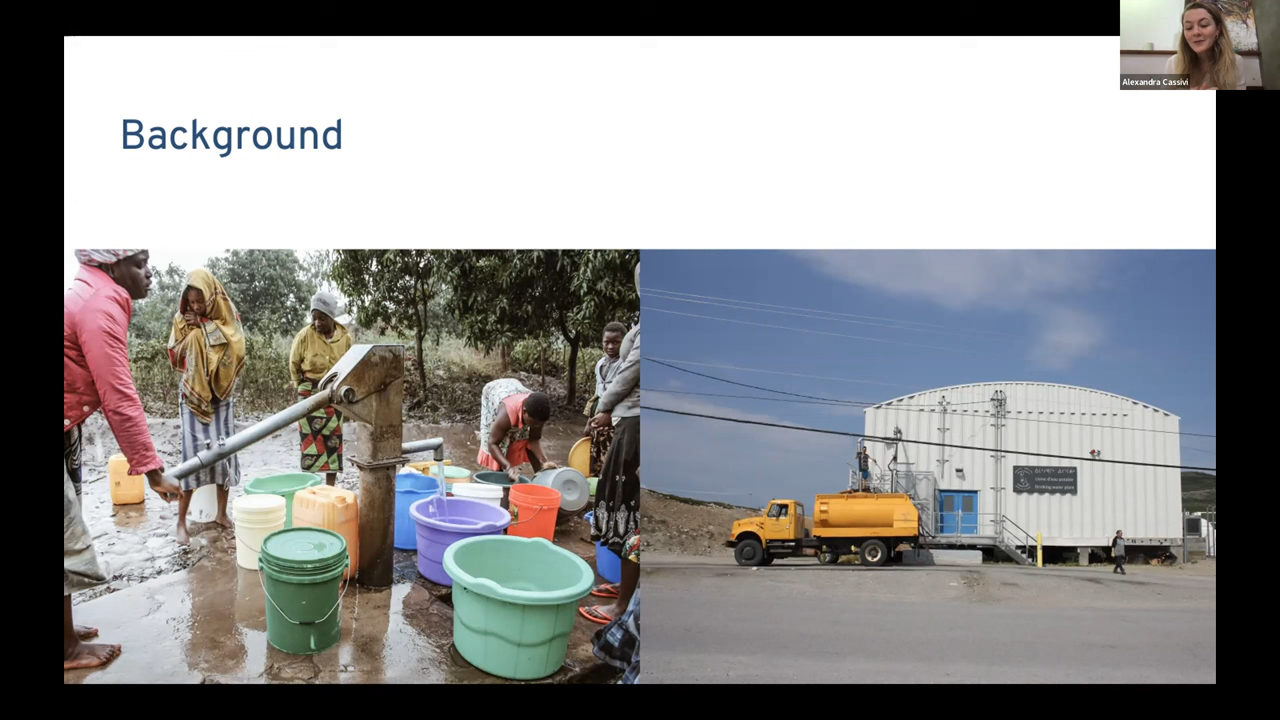 Background
Alexandra Cassivi
usine d'eau potable
drinking water plant